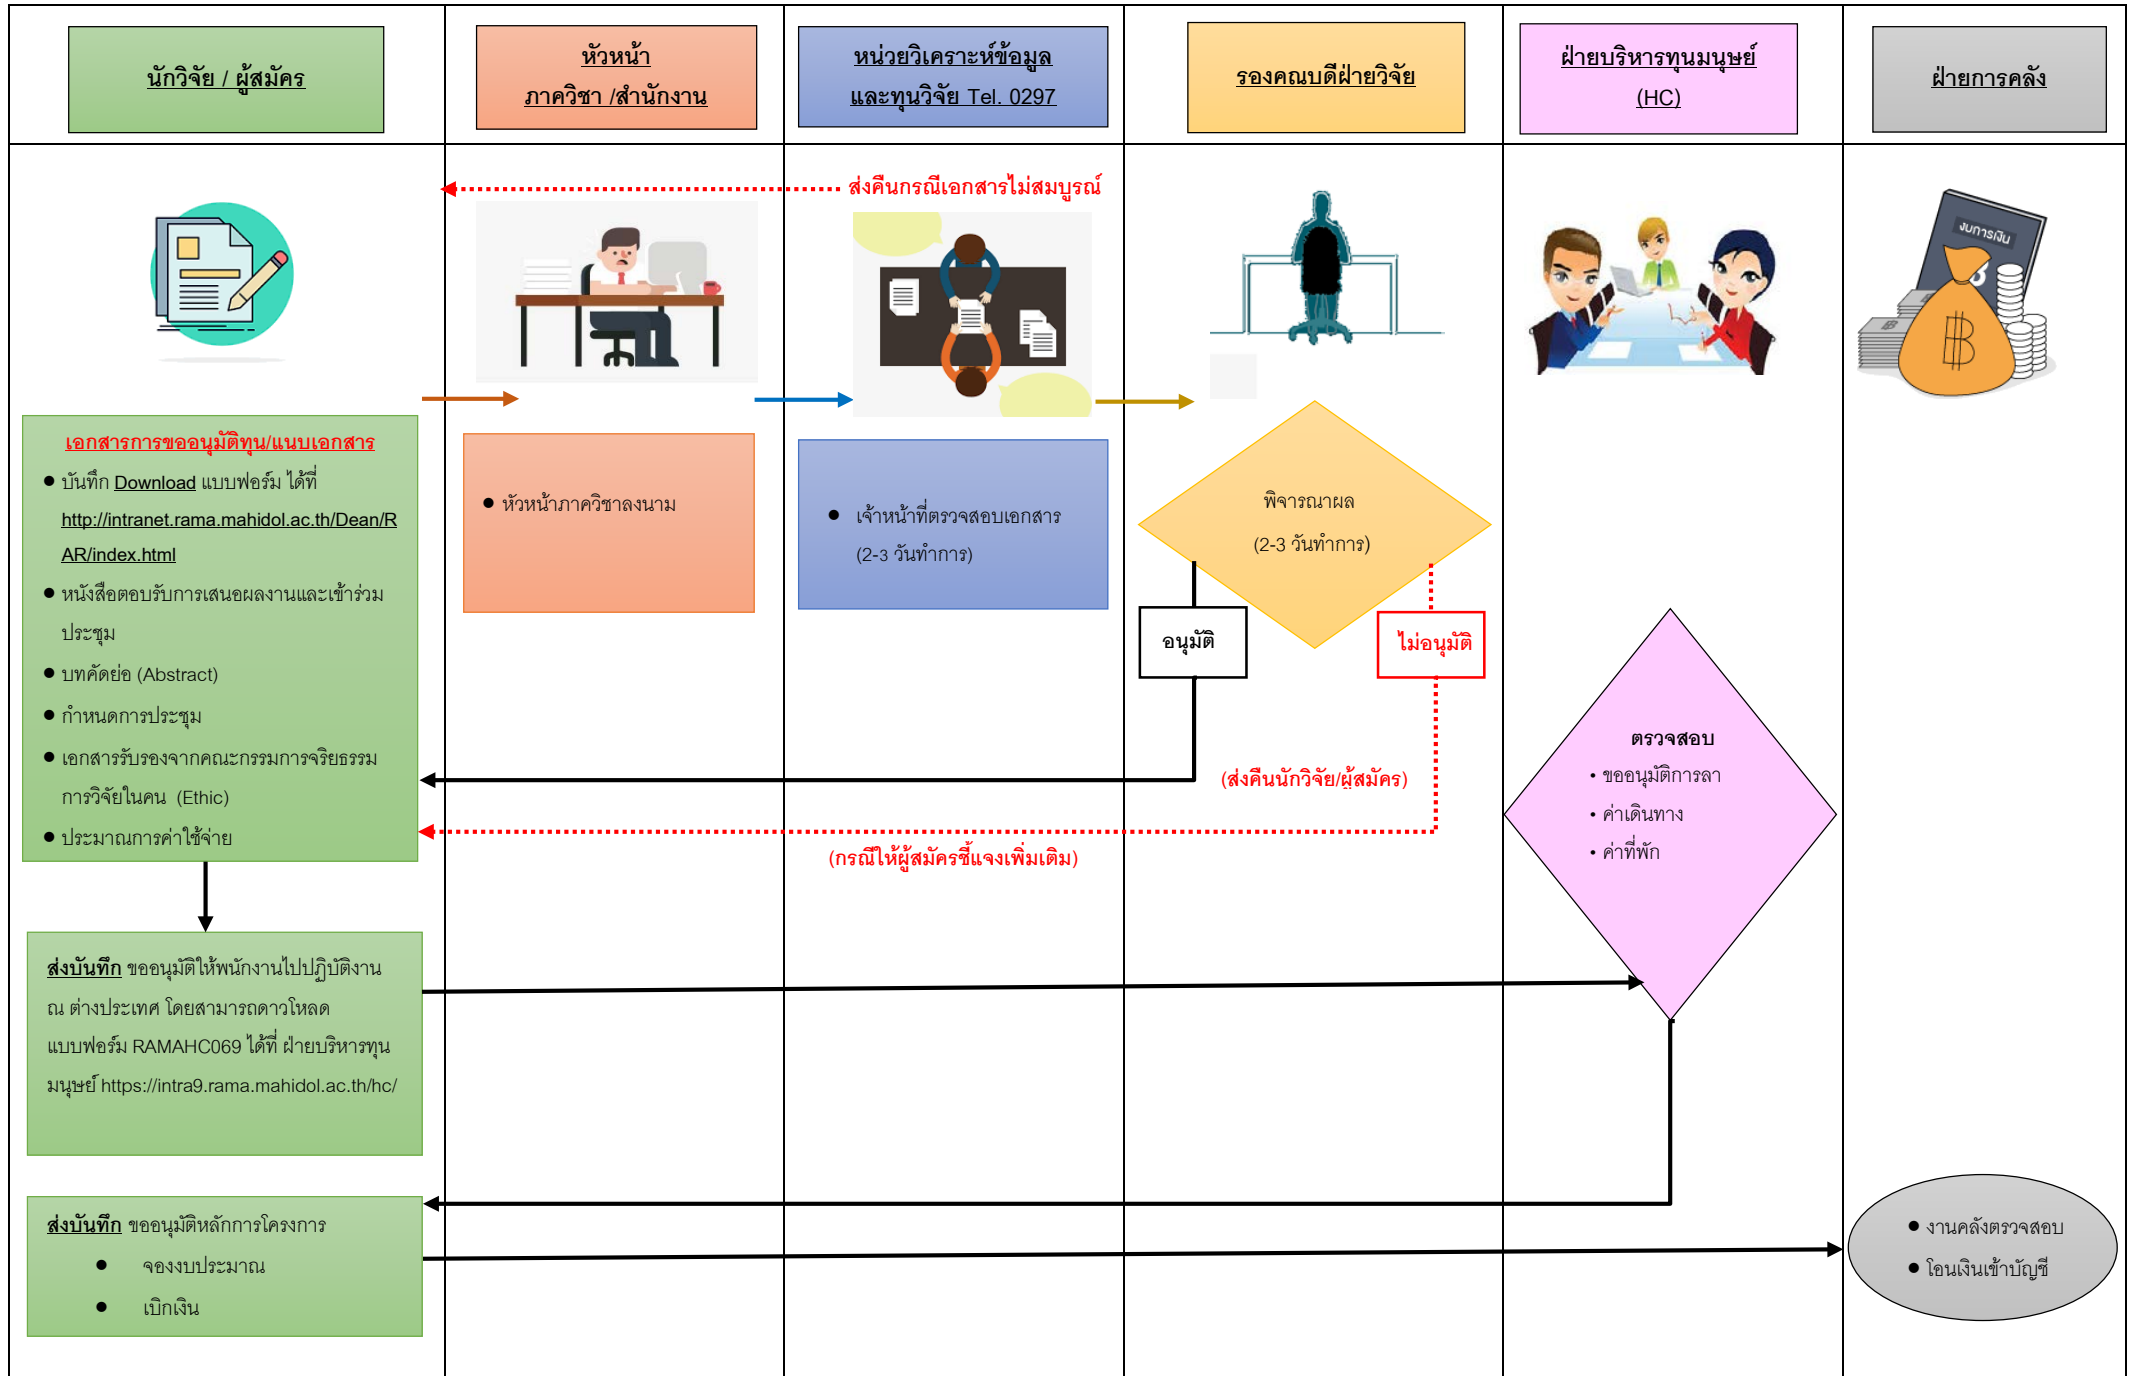 นักวิจัย / ผู้สมัคร
หัวหน้า
ภาควิชา /สำนักงาน
หน่วยวิเคราะห์ข้อมูล
และทุนวิจัย Tel. 0297
รองคณบดีฝ่ายวิจัย
ฝ่ายบริหารทุนมนุษย์
(HC)
ฝ่ายการคลัง
ส่งคืนกรณีเอกสารไม่สมบูรณ์
งบการเงิน
เอกสารการขออนุมัติทุน/แนบเอกสาร
● บันทึก Download แบบฟอร์ม ได้ที่
http://intranet.rama.mahidol.ac.th/Dean/R
AR/index.html
● หนังสือตอบรับการเสนอผลงานและเข้าร่วม
ประชุม
● บทคัดย่อ (Abstract)
● กำหนดการประชุม
● เอกสารรับรองจากคณะกรรมการจริยธรรม
การวิจัยในคน (Ethic)
● ประมาณการค่าใช้จ่าย
● หัวหน้าภาควิชาลงนาม
● เจ้าหน้าที่ตรวจสอบเอกสาร
(2-3 วันทำการ)
พิจารณาผล
(2-3 วันทำการ)
อนุมัติ
ไม่อนุมัติ
(ส่งคืนนักวิจัย/ผู้สมัคร)
(กรณีให้ผู้สมัครชี้แจงเพิ่มเติม)
ตรวจสอบ
• ขออนุมัติการลา
• ค่าเดินทาง
• ค่าที่พัก
ส่งบันทึก ขออนุมัติให้พนักงานไปปฏิบัติงาน
ณ ต่างประเทศ โดยสามารถดาวโหลด
แบบฟอร์ม RAMAHC069 ได้ที่ ฝ่ายบริหารทุน
มนุษย์ https://intra9.rama.mahidol.ac.th/hc/
ส่งบันทึก ขออนุมัติหลักการโครงการ
● จองงบประมาณ
● เบิกเงิน
● งานคลังตรวจสอบ
● โอนเงินเข้าบัญชี